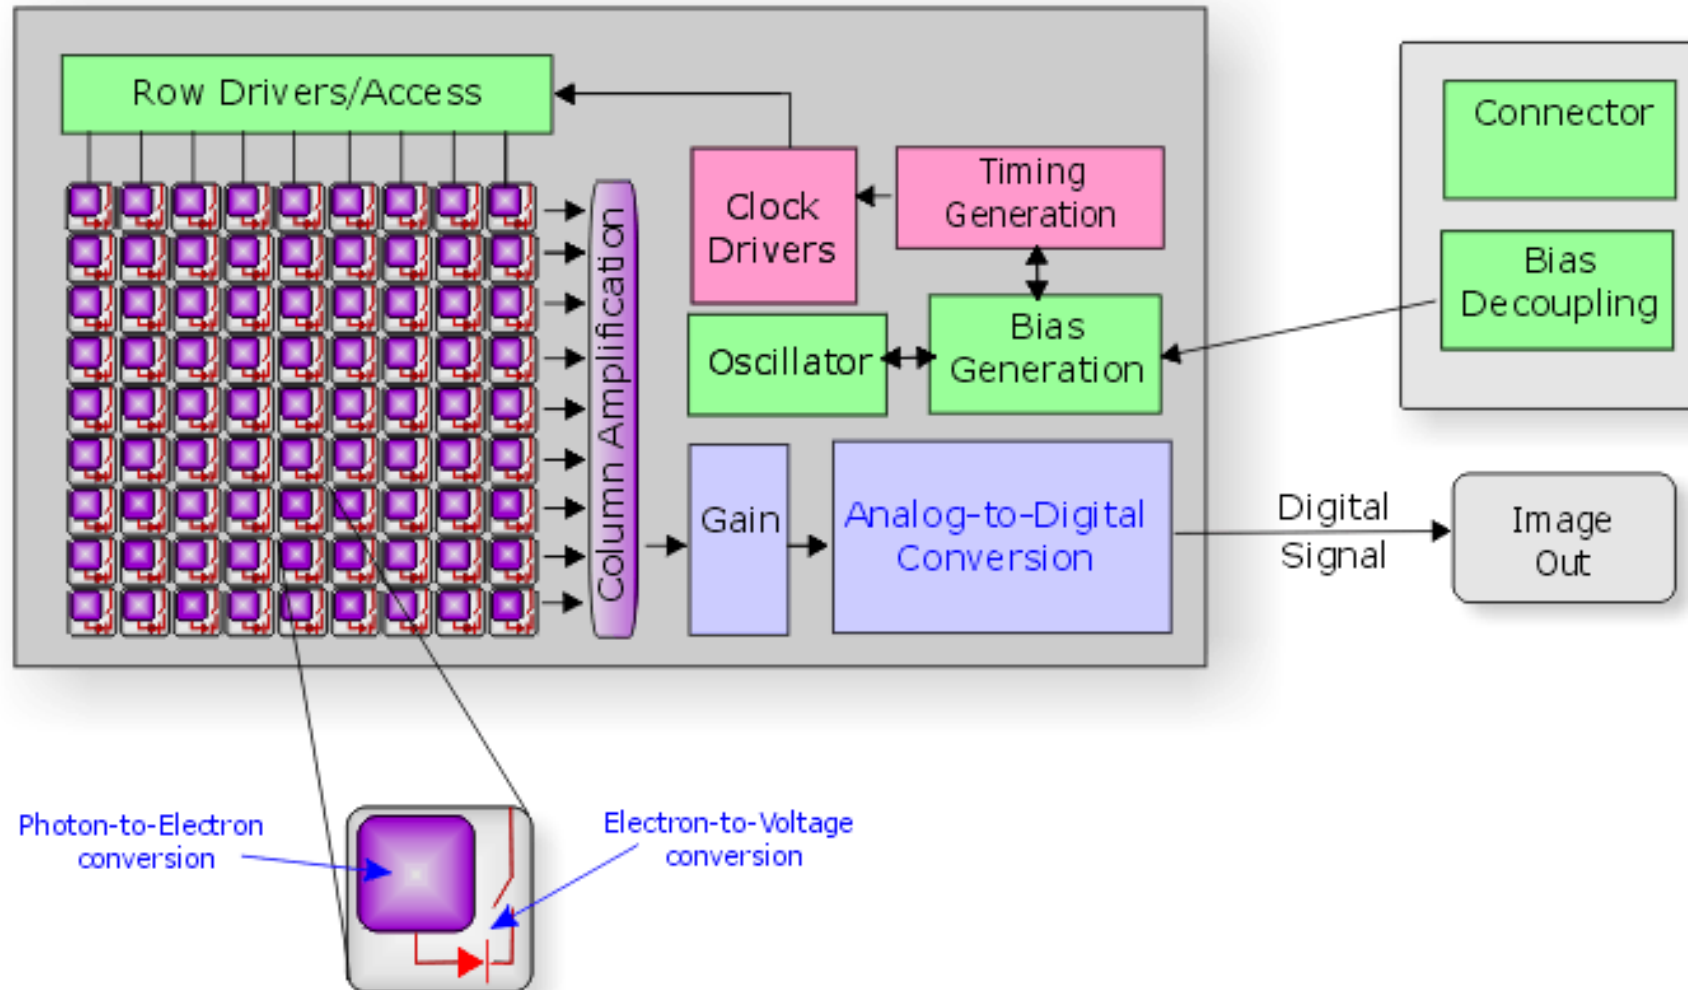 Row Drivers/Access
Column Amplification
Clock
Drivers
Timing
Generation
Oscillator
Bias
Generation
Gain
Analog-to-Digital
Conversion
Connector
Bias
Decoupling
Digital
Signal
Image
Out
Photon-to-Electron
conversion
Electron-to-Voltage
conversion